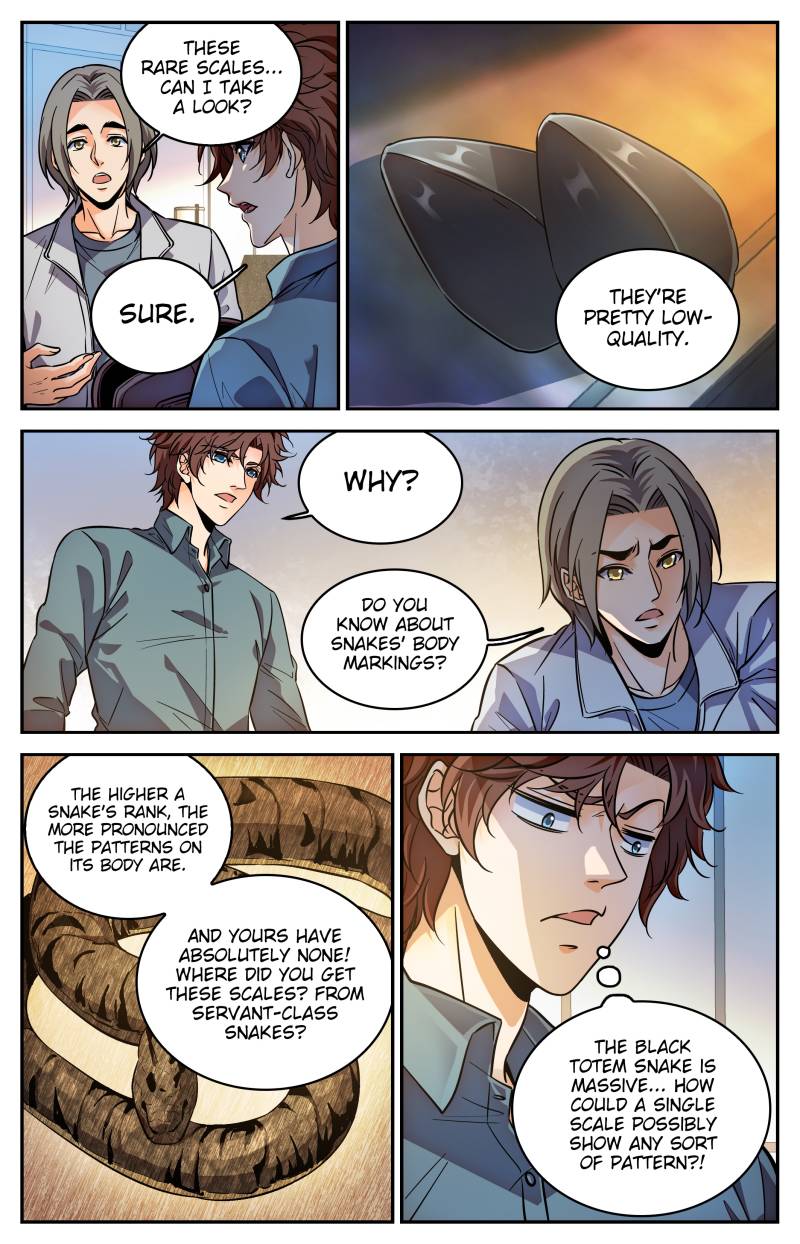 THESE
RARE SCALES...
CAN I TAKE
A LOOK?
SURE.
THEY'RE
PRETTY LOW-
QUALITY.
WHY?
DO YOU
KNOW ABOUT
SNAKES' BODY
MARKINGS?
THE HIGHER A
SNAKE'S RANK, THE
MORE PRONOUNCED
THE PATTERNS ON
ITS BODY ARE.
AND YOURS HAVE
ABSOLUTELY NONE!
WHERE DID YOU GET
THESE SCALES? FROM
SERVANT-CLASS
SNAKES?
THE BLACK
TOTEM SNAKE IS
MASSIVE... HOW
COULD A SINGLE
SCALE POSSIBLY
SHOW ANY SORT
OF PATTERN?!